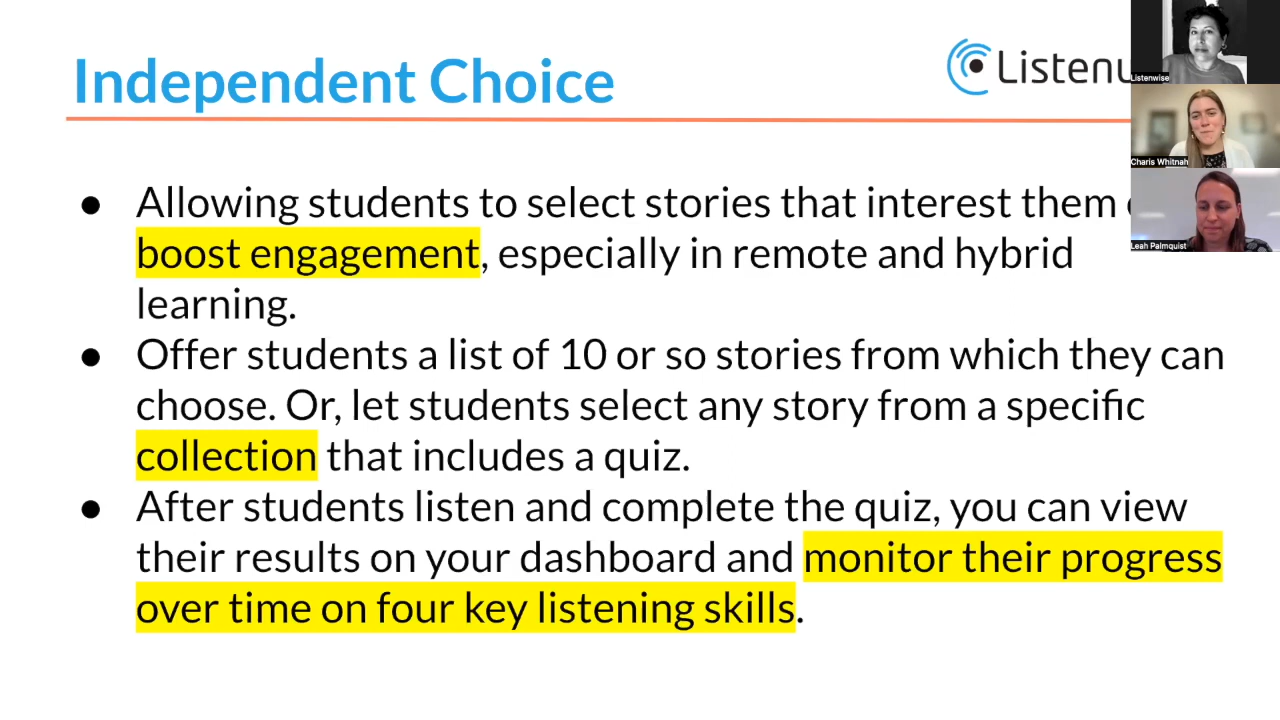 Independent Choice
Listenu
Listenwise
Charis Whitnah
Leah Palmquist
● Allowing students to select stories that interest them
boost engagement, especially in remote and hybrid
learning.
● Offer students a list of 10 or so stories from which they can
choose. Or, let students select any story from a specific
collection that includes a quiz.
● After students listen and complete the quiz, you can view
their results on your dashboard and monitor their progress
over time on four key listening skills.